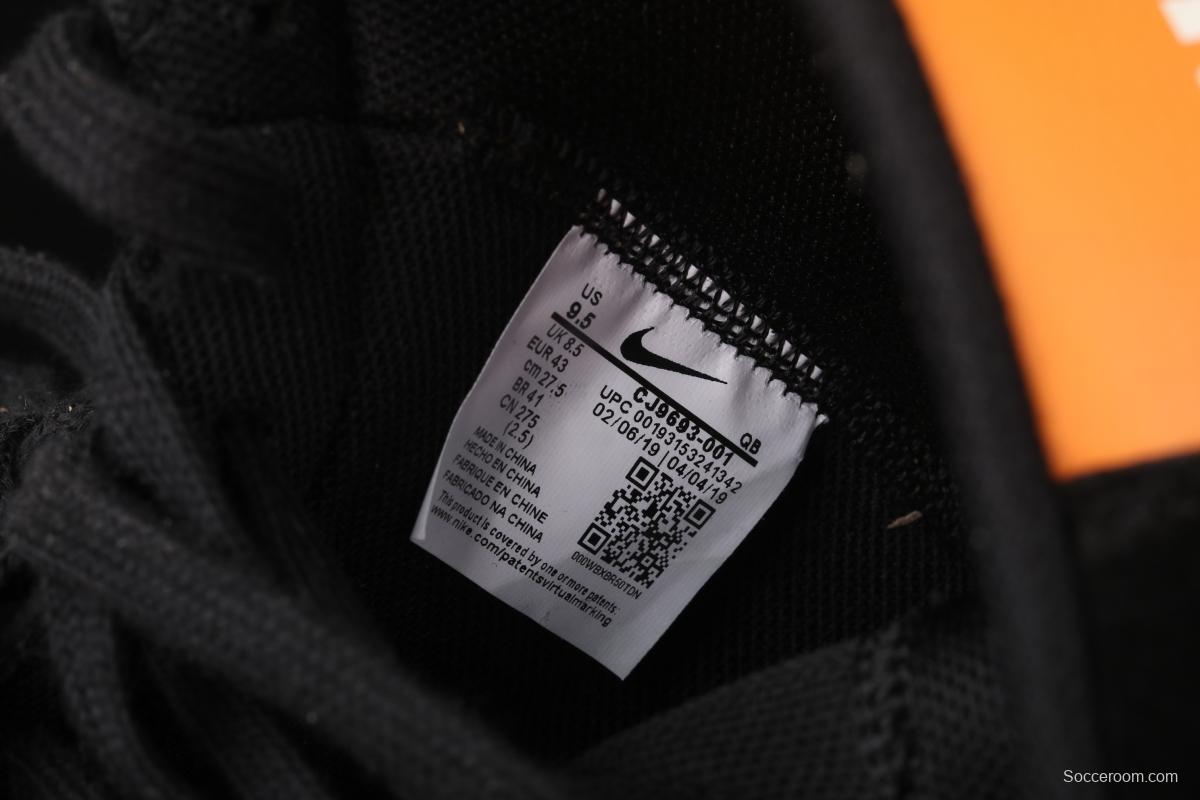 US
9.5
UK 8.5
EUR 43
cm 27.5
BR 41
CN 275
(2.5)
CJ9693-001 QB
UPC 00193153241342
02/06/19 | 04/04/19
MADE IN CHINA
HECHO EN CHINA
FABRIQUE EN CHINE
FABRICADO NA CHINA
This product is covered by one or more patents:
www.nike.com/patentsvirtualmarking
000WBXBR50TDN
Socceroom.com